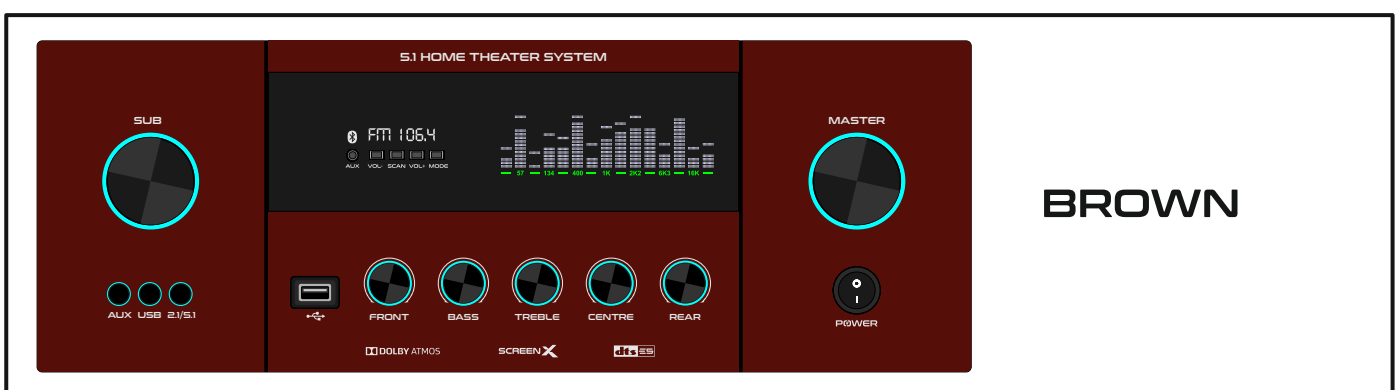 5.1 HOME THEATER SYSTEM
SUB
MASTER
FM 106.4
AUX VOL- SCAN VOL+ MODE
57 134 400 1K 2K2 6K3 16K
BROWN
AUX USB 2.1/5.1
FRONT BASS TREBLE CENTRE REAR
POWER
DOLBY ATMOS SCREEN X dts ES